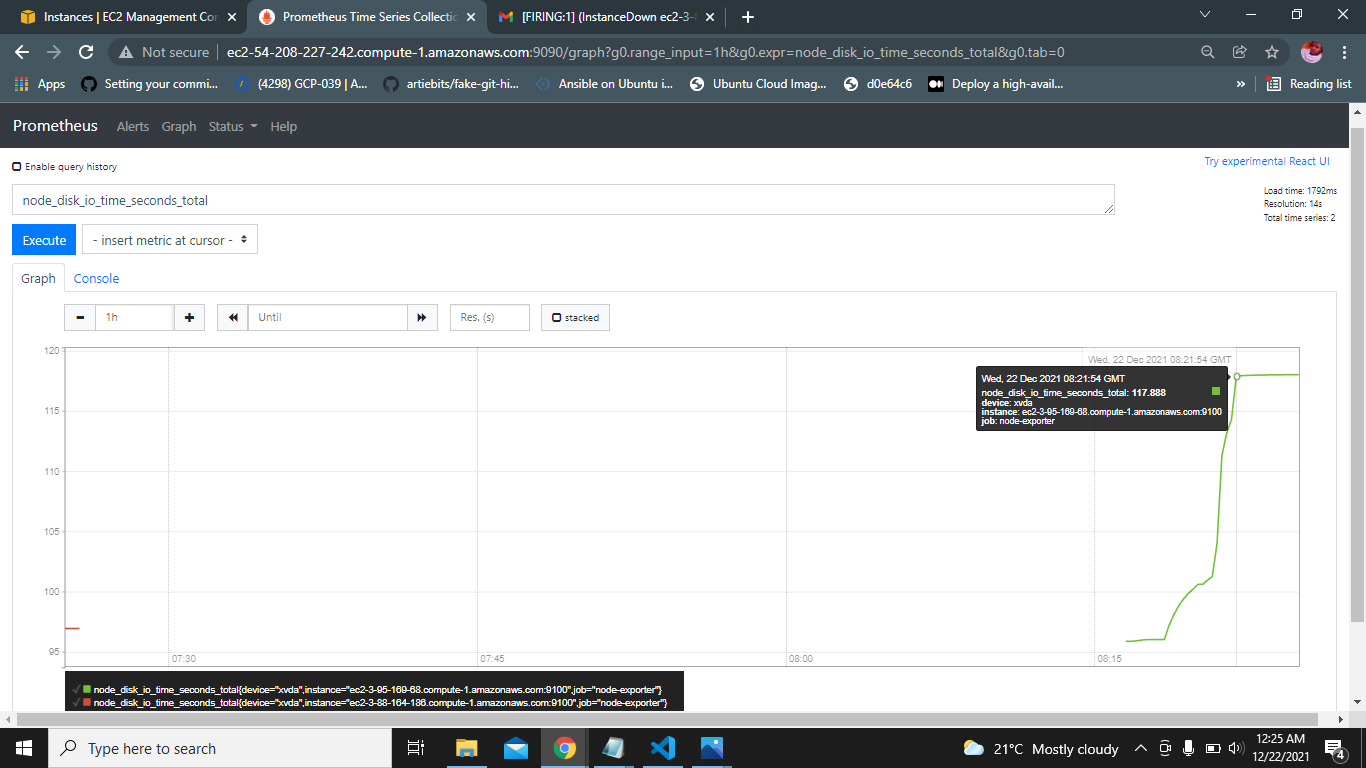 Instances | EC2 Management Con
Prometheus Time Series Collectio
[FIRING:1] (InstanceDown ec2-3-
Not secure
ec2-54-208-227-242.compute-1.amazonaws.com:9090/graph?g0.range_input=1h&g0.expr=node_disk_io_time_seconds_total&g0.tab=0
Apps
Setting your commi...
(4298) GCP-039 | A...
artiebits/fake-git-hi...
Ansible on Ubuntu i...
Ubuntu Cloud Imag...
d0e64c6
Deploy a high-avail...
»
Reading list
Prometheus Alerts Graph Status Help
Enable query history
Try experimental React UI
node_disk_io_time_seconds_total
Load time: 1792ms
Resolution: 14s
Total time series: 2
Execute
- insert metric at cursor -
Graph Console
1h
Until
Res. (s)
stacked
120
115
110
105
100
95
Wed, 22 Dec 2021 08:21:54 GMT
Wed, 22 Dec 2021 08:21:54 GMT
node_disk_io_time_seconds_total: 117.888
device: xvda
instance: ec2-3-95-169-68.compute-1.amazonaws.com:9100
job: node-exporter
07:30 07:45 08:00 08:15
node_disk_io_time_seconds_total{device="xvda",instance="ec2-3-95-169-68.compute-1.amazonaws.com:9100",job="node-exporter"}
node_disk_io_time_seconds_total{device="xvda",instance="ec2-3-88-164-186.compute-1.amazonaws.com:9100",job="node-exporter"}
Type here to search
21°C Mostly cloudy
12:25 AM
12/22/2021
4